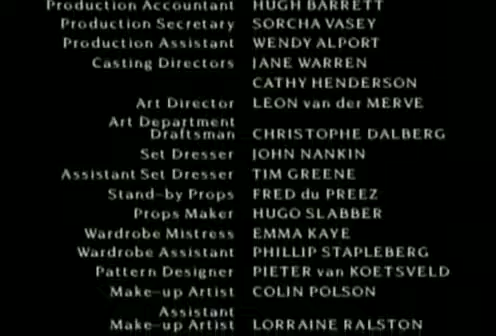 Production Accountant HUGH BARRETT
Production Secretary SORCHA VASEY
Production Assistant WENDY ALPORT
Casting Directors JANE WARREN
CATHY HENDERSON
Art Director LEON van der MERVE
Art Department
Draftsman CHRISTOPHE DALBERG
Set Dresser JOHN NANKIN
Assistant Set Dresser TIM GREENE
Stand-by Props FRED du PREEZ
Props Maker HUGO SLABBER
Wardrobe Mistress EMMA KAYE
Wardrobe Assistant PHILLIP STAPLEBERG
Pattern Designer PIETER van KOETSVELD
Make-up Artist COLIN POLSON
Assistant
Make-up Artist LORRAINE RALSTON